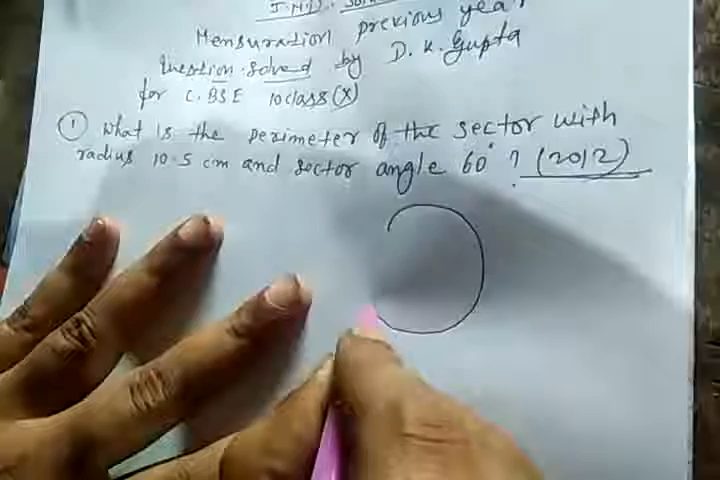 Mensuration previous year
Question solved by D. K. Gupta
for C.BSE 10 class (X)
① What is the perimeter of the sector with
radius 10.5 cm and sector angle 60° ? (2012)